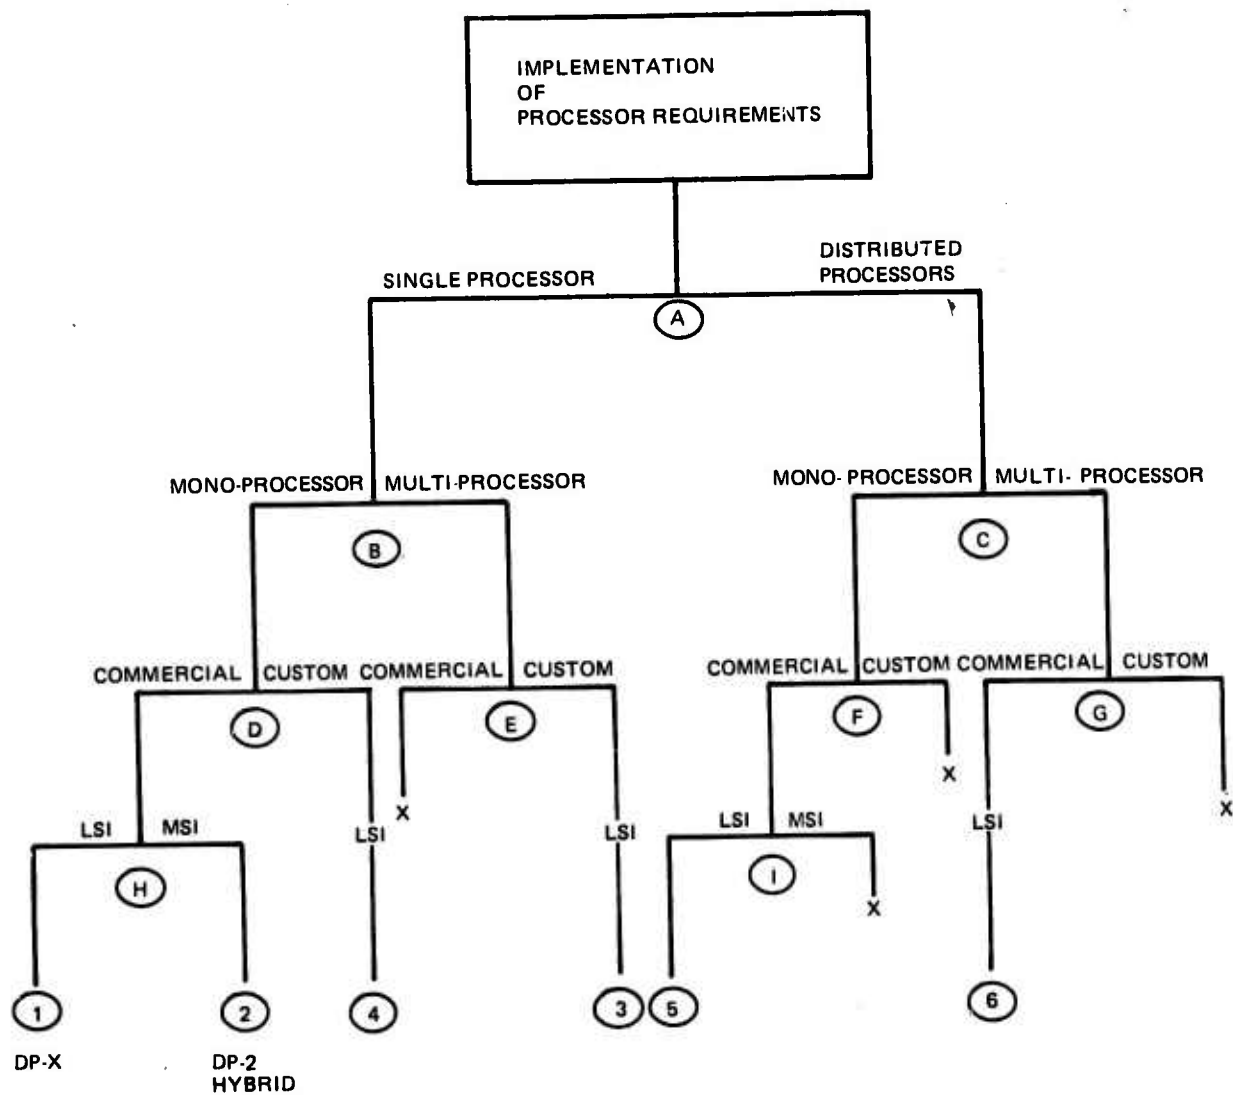 IMPLEMENTATION
OF
PROCESSOR REQUIREMENTS
SINGLE PROCESSOR
DISTRIBUTED
PROCESSORS
A
MONO-PROCESSOR MULTI-PROCESSOR
MONO- PROCESSOR MULTI- PROCESSOR
B
C
COMMERCIAL CUSTOM COMMERCIAL CUSTOM
COMMERCIAL CUSTOM COMMERCIAL CUSTOM
D
E
F
G
X
X
X
LSI MSI
LSI
LSI
LSI MSI
LSI
H
I
X
1
2
4
3
5
6
DP-X
DP-2
HYBRID